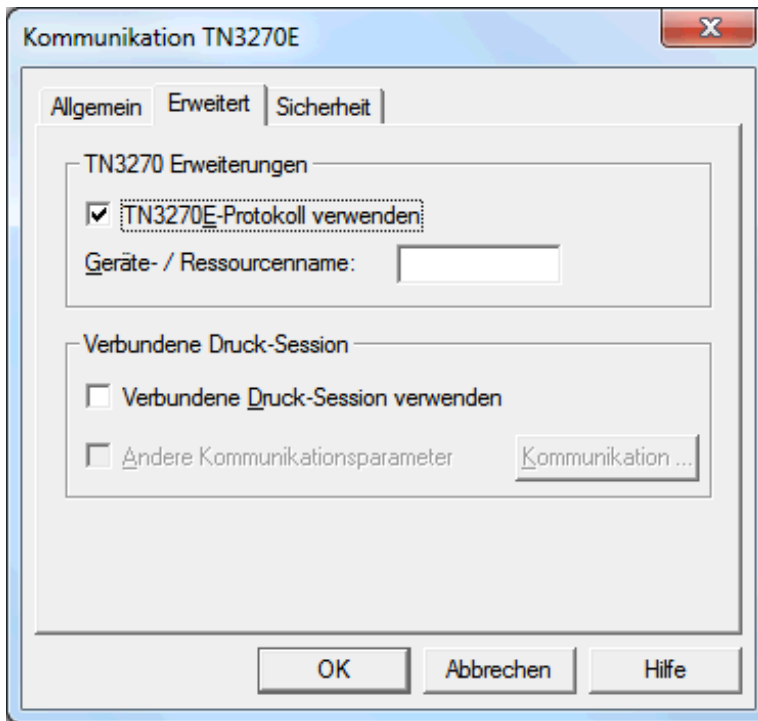 Kommunikation TN3270E
Allgemein Erweitert Sicherheit
TN3270 Erweiterungen
TN3270E-Protokoll verwenden
Geräte- / Ressourcenname:
Verbundene Druck-Session
Verbundene Druck-Session verwenden
Andere Kommunikationsparameter Kommunikation ...
OK Abbrechen Hilfe